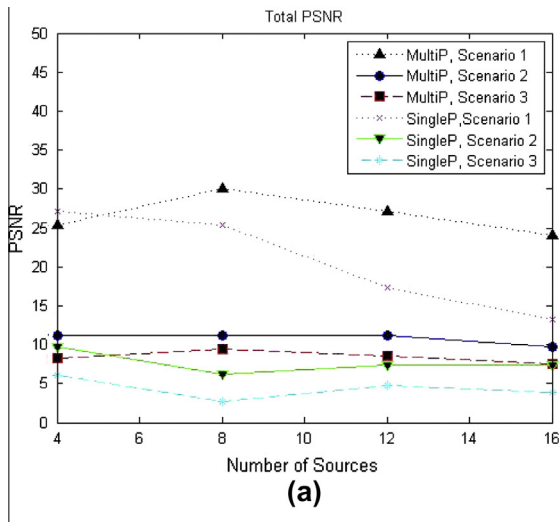 Total PSNR
50
45
40
35
30
25
20
15
10
5
0
PSNR
MultiP, Scenario 1
MultiP, Scenario 2
MultiP, Scenario 3
SingleP,Scenario 1
SingleP, Scenario 2
SingleP, Scenario 3
4 6 8 10 12 14 16
Number of Sources
(a)